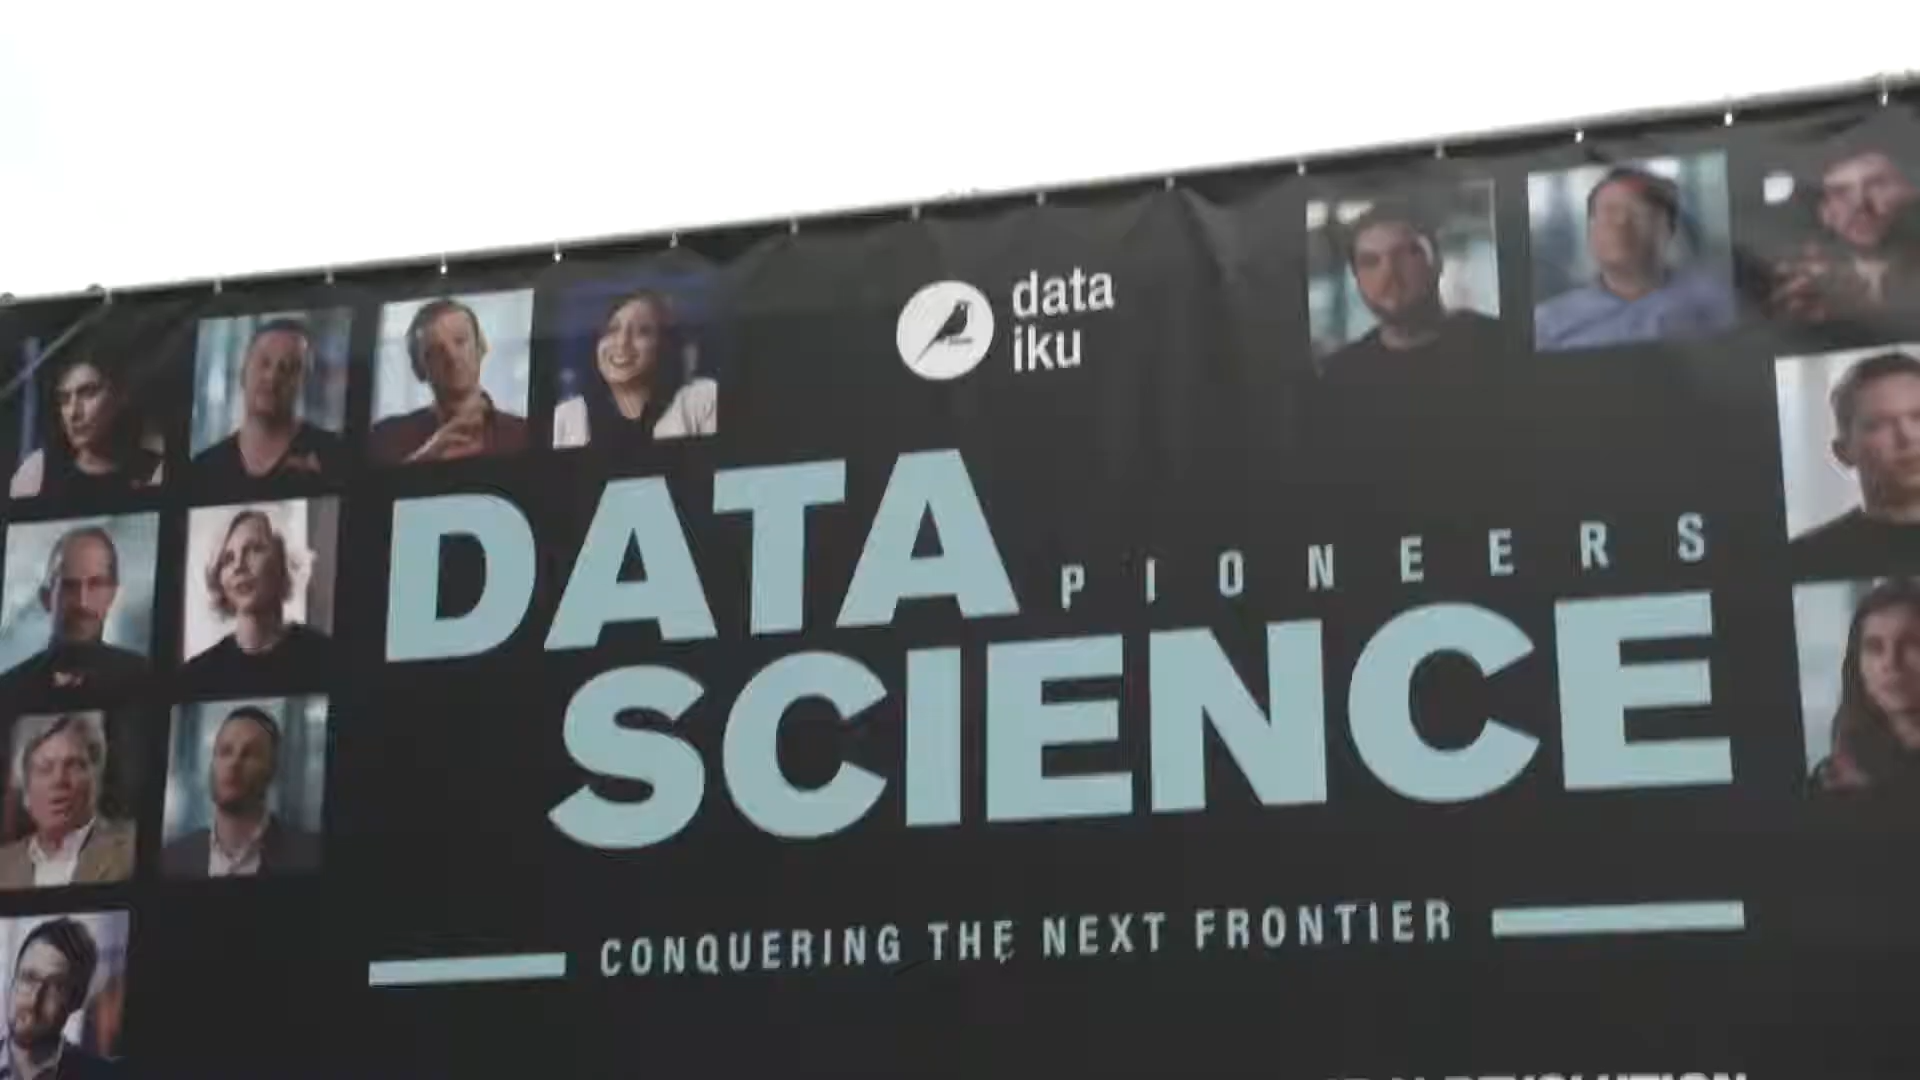 data
iku
DATA
PIONEERS
SCIENCE
CONQUERING THE NEXT FRONTIER